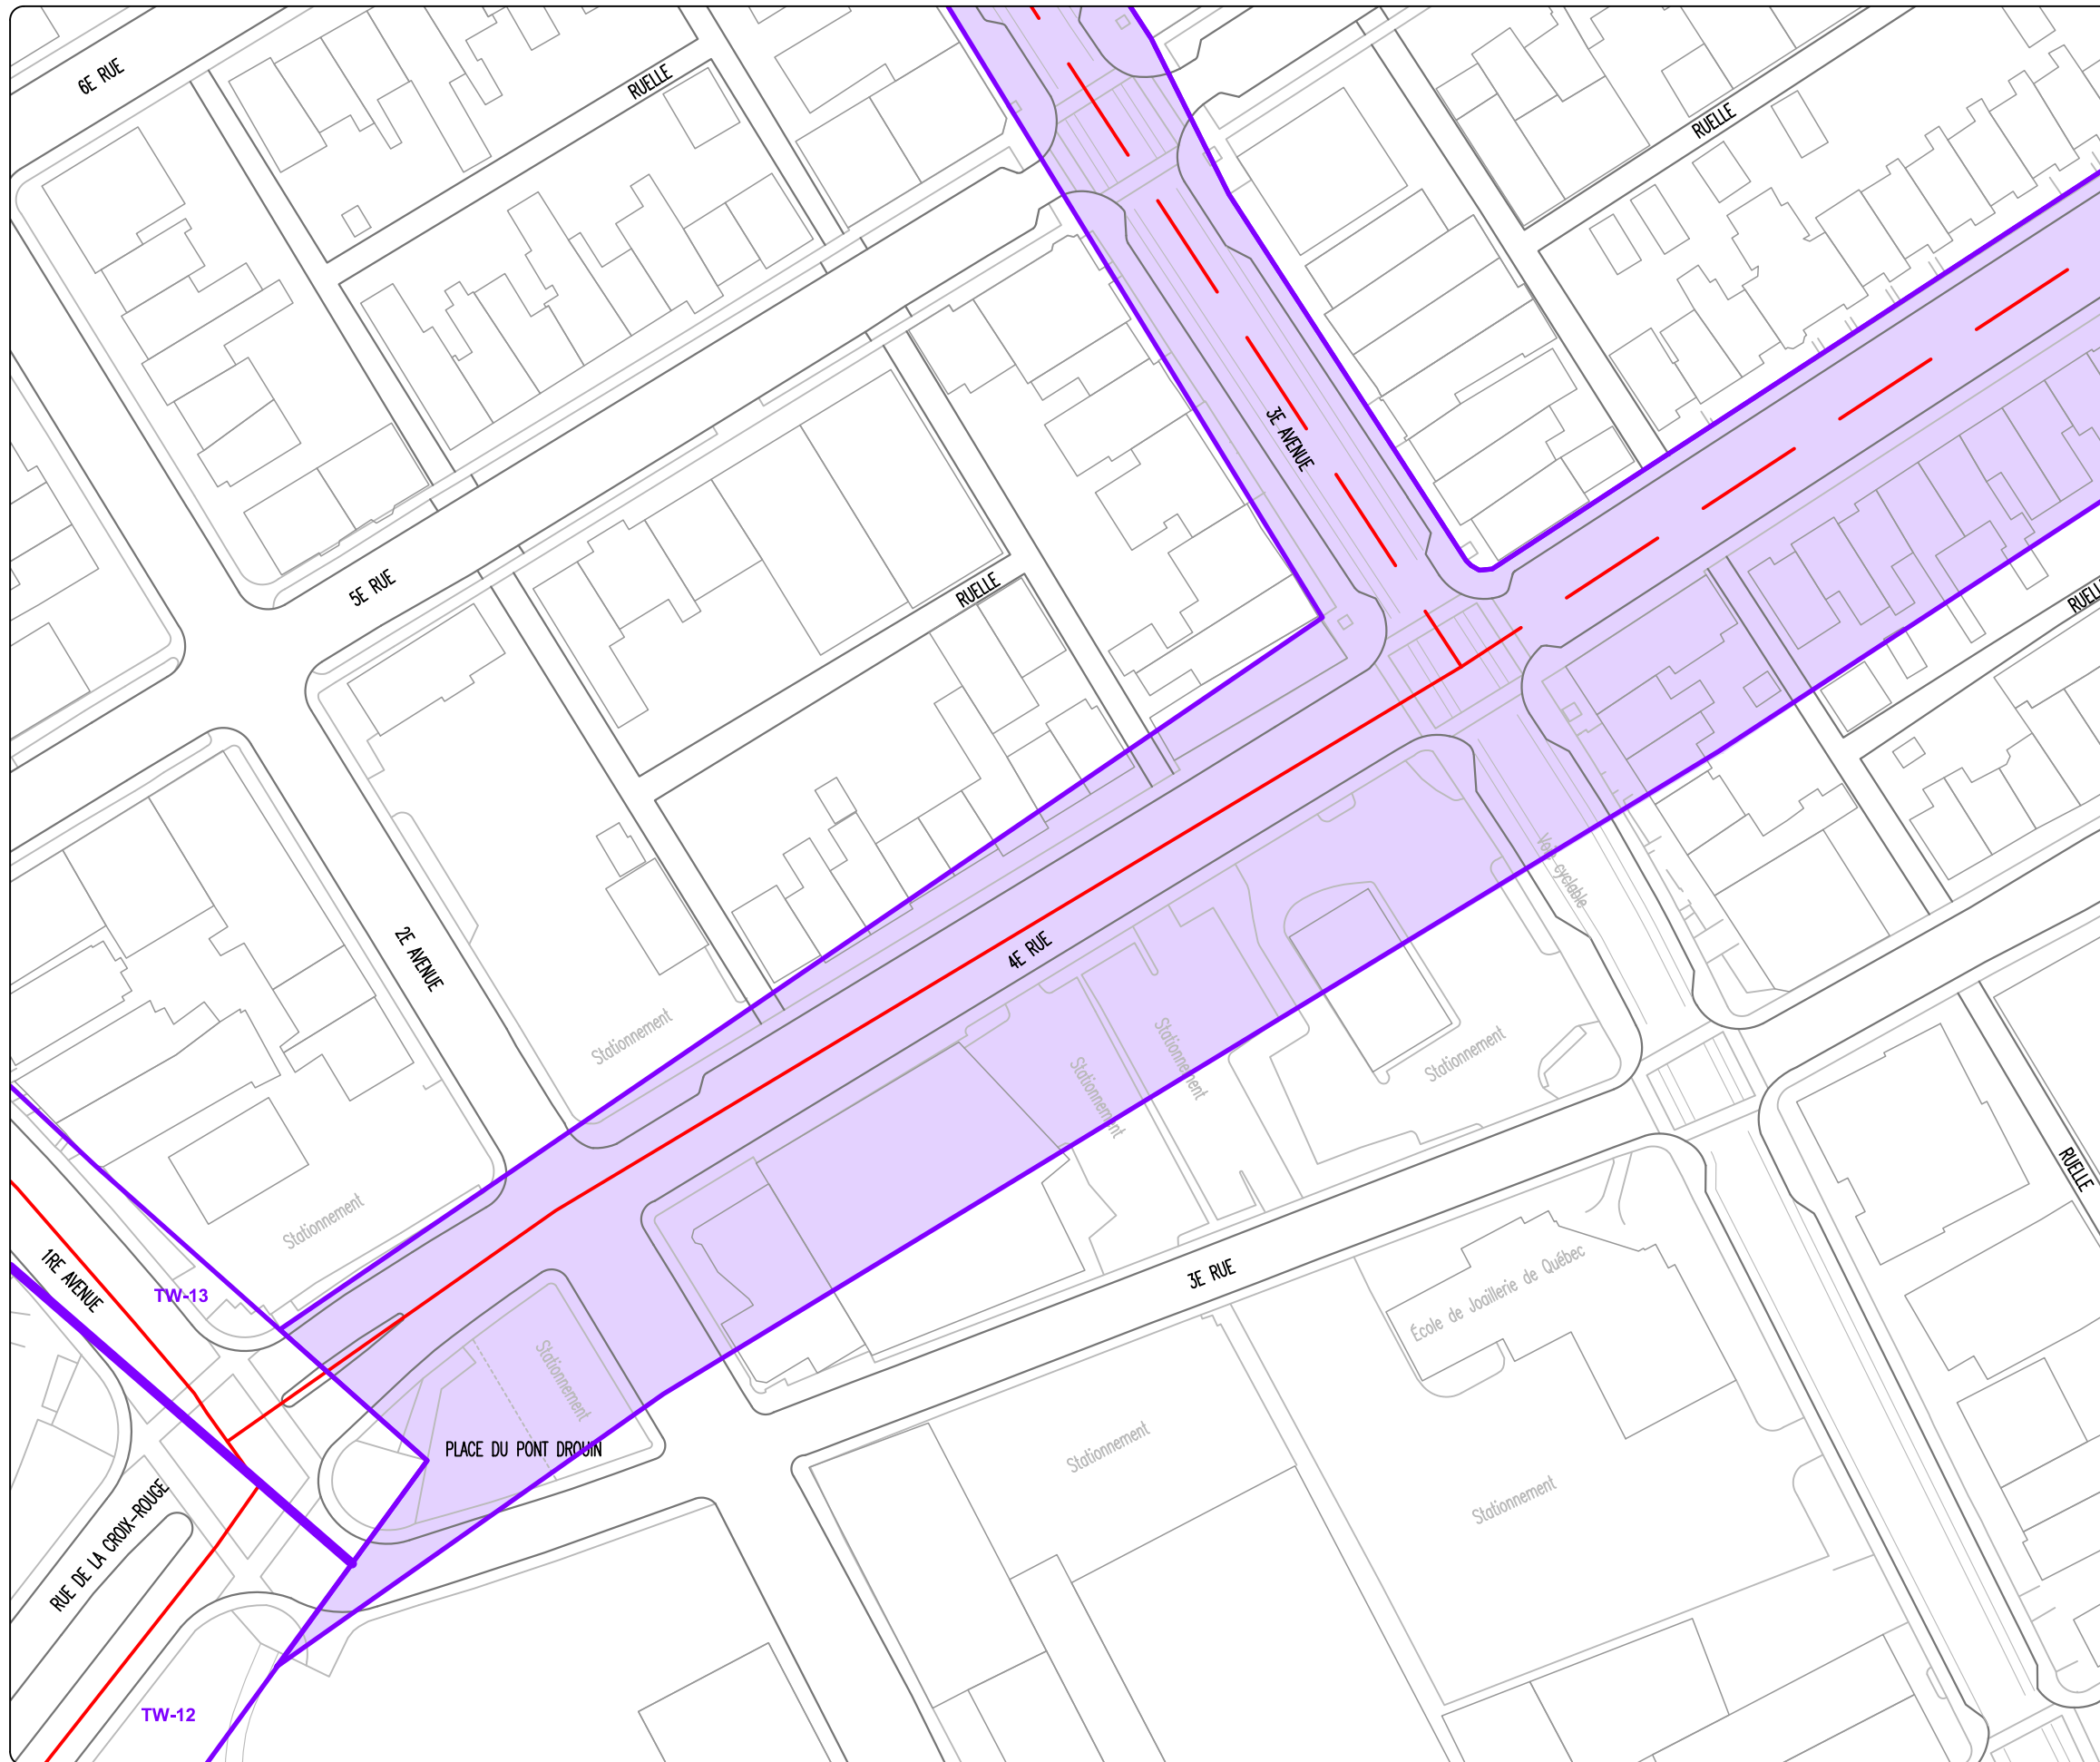 6E RUE
RUELLE
RUELLE
3E AVENUE
5E RUE
RUELLE
RUELLE
Voie cyclable
2E AVENUE
4E RUE
Stationnement
Stationnement
Stationnement
Stationnement
RUELLE
Stationnement
1RE AVENUE
TW-13
3E RUE
École de Joaillerie de Québec
Stationnement
PLACE DU PONT DROUIN
Stationnement
Stationnement
RUE DE LA CROIX-ROUGE
TW-12